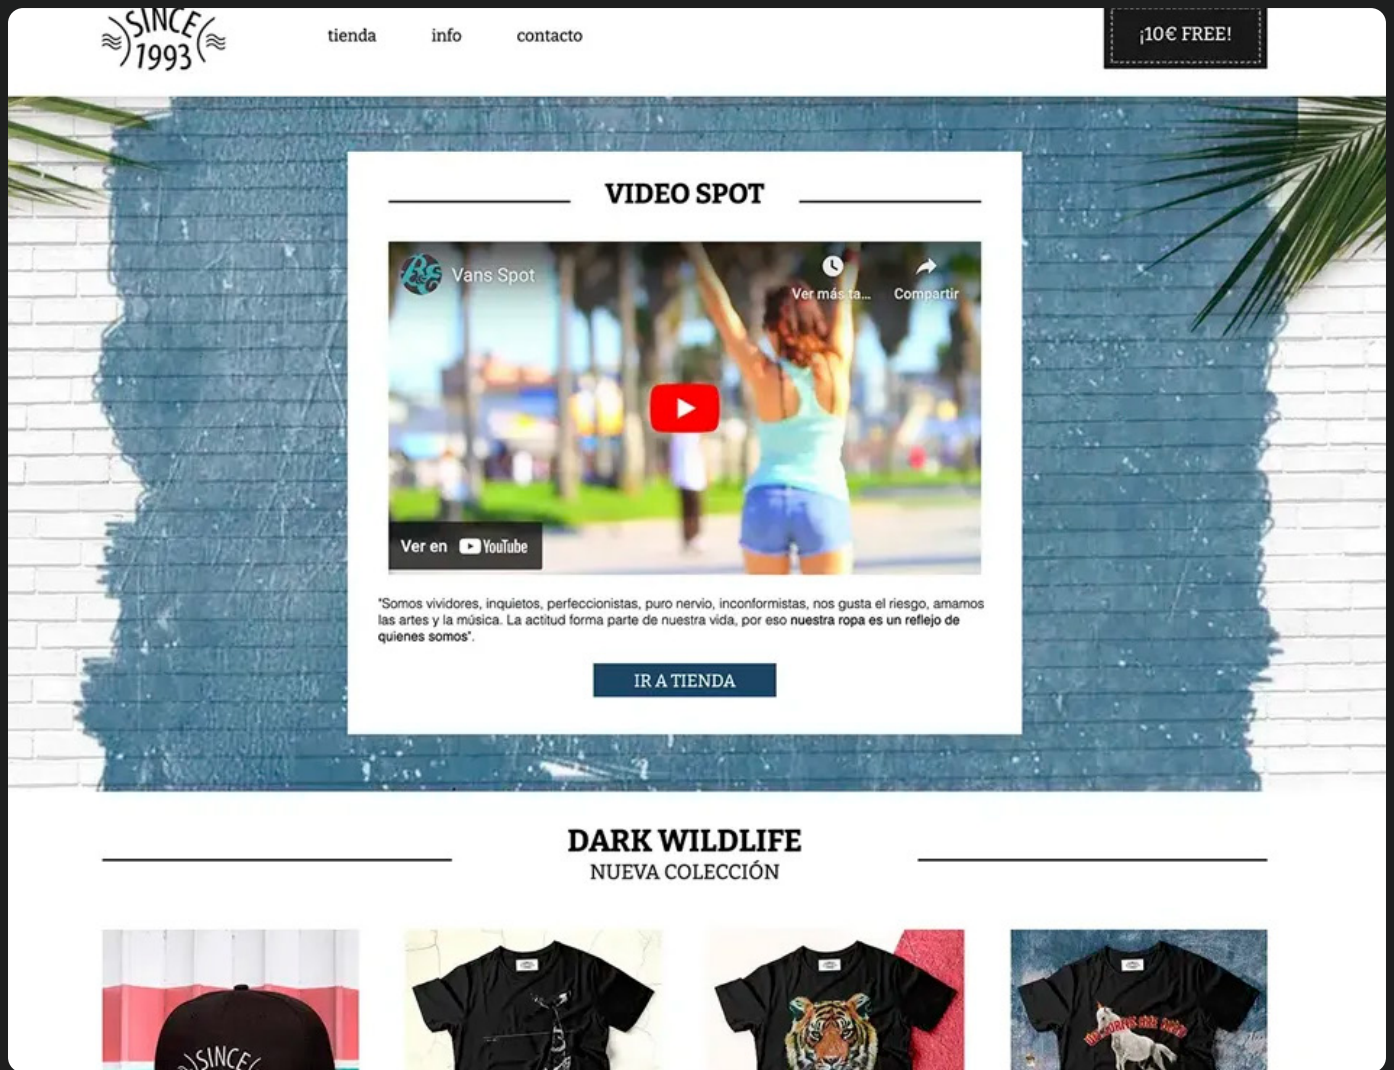 SINCE
1993
tienda
info
contacto
¡10€ FREE!
VIDEO SPOT
Vans Spot
Ver más ta...
Compartir
Ver en YouTube
"Somos vividores, inquietos, perfeccionistas, puro nervio, inconformistas, nos gusta el riesgo, amamos
las artes y la música. La actitud forma parte de nuestra vida, por eso nuestra ropa es un reflejo de
quienes somos".
IR A TIENDA
DARK WILDLIFE
NUEVA COLECCIÓN
SINCE